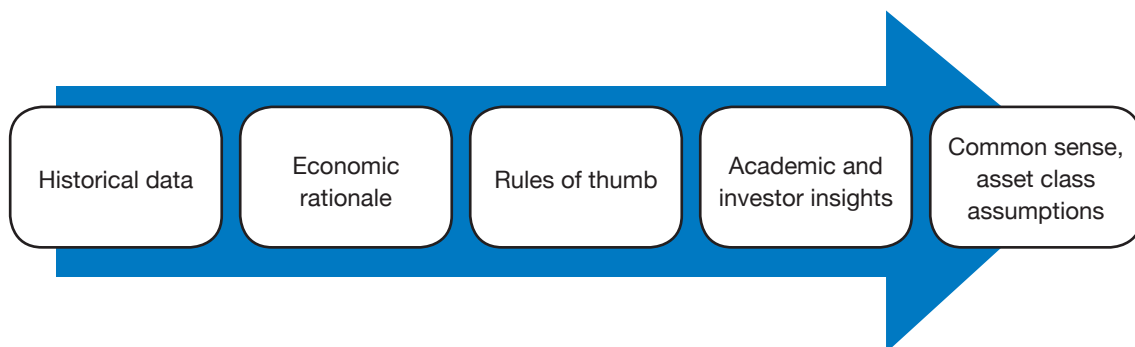 Historical data
Economic
rationale
Rules of thumb
Academic and
investor insights
Common sense,
asset class
assumptions